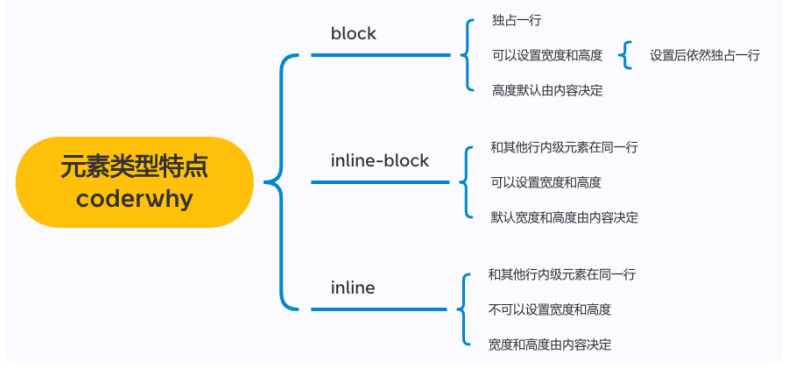 元素类型特点
coderwhy
block
独占一行
可以设置宽度和高度
设置后依然独占一行
高度默认由内容决定
inline-block
和其他行内级元素在同一行
可以设置宽度和高度
默认宽度和高度由内容决定
inline
和其他行内级元素在同一行
不可以设置宽度和高度
宽度和高度由内容决定